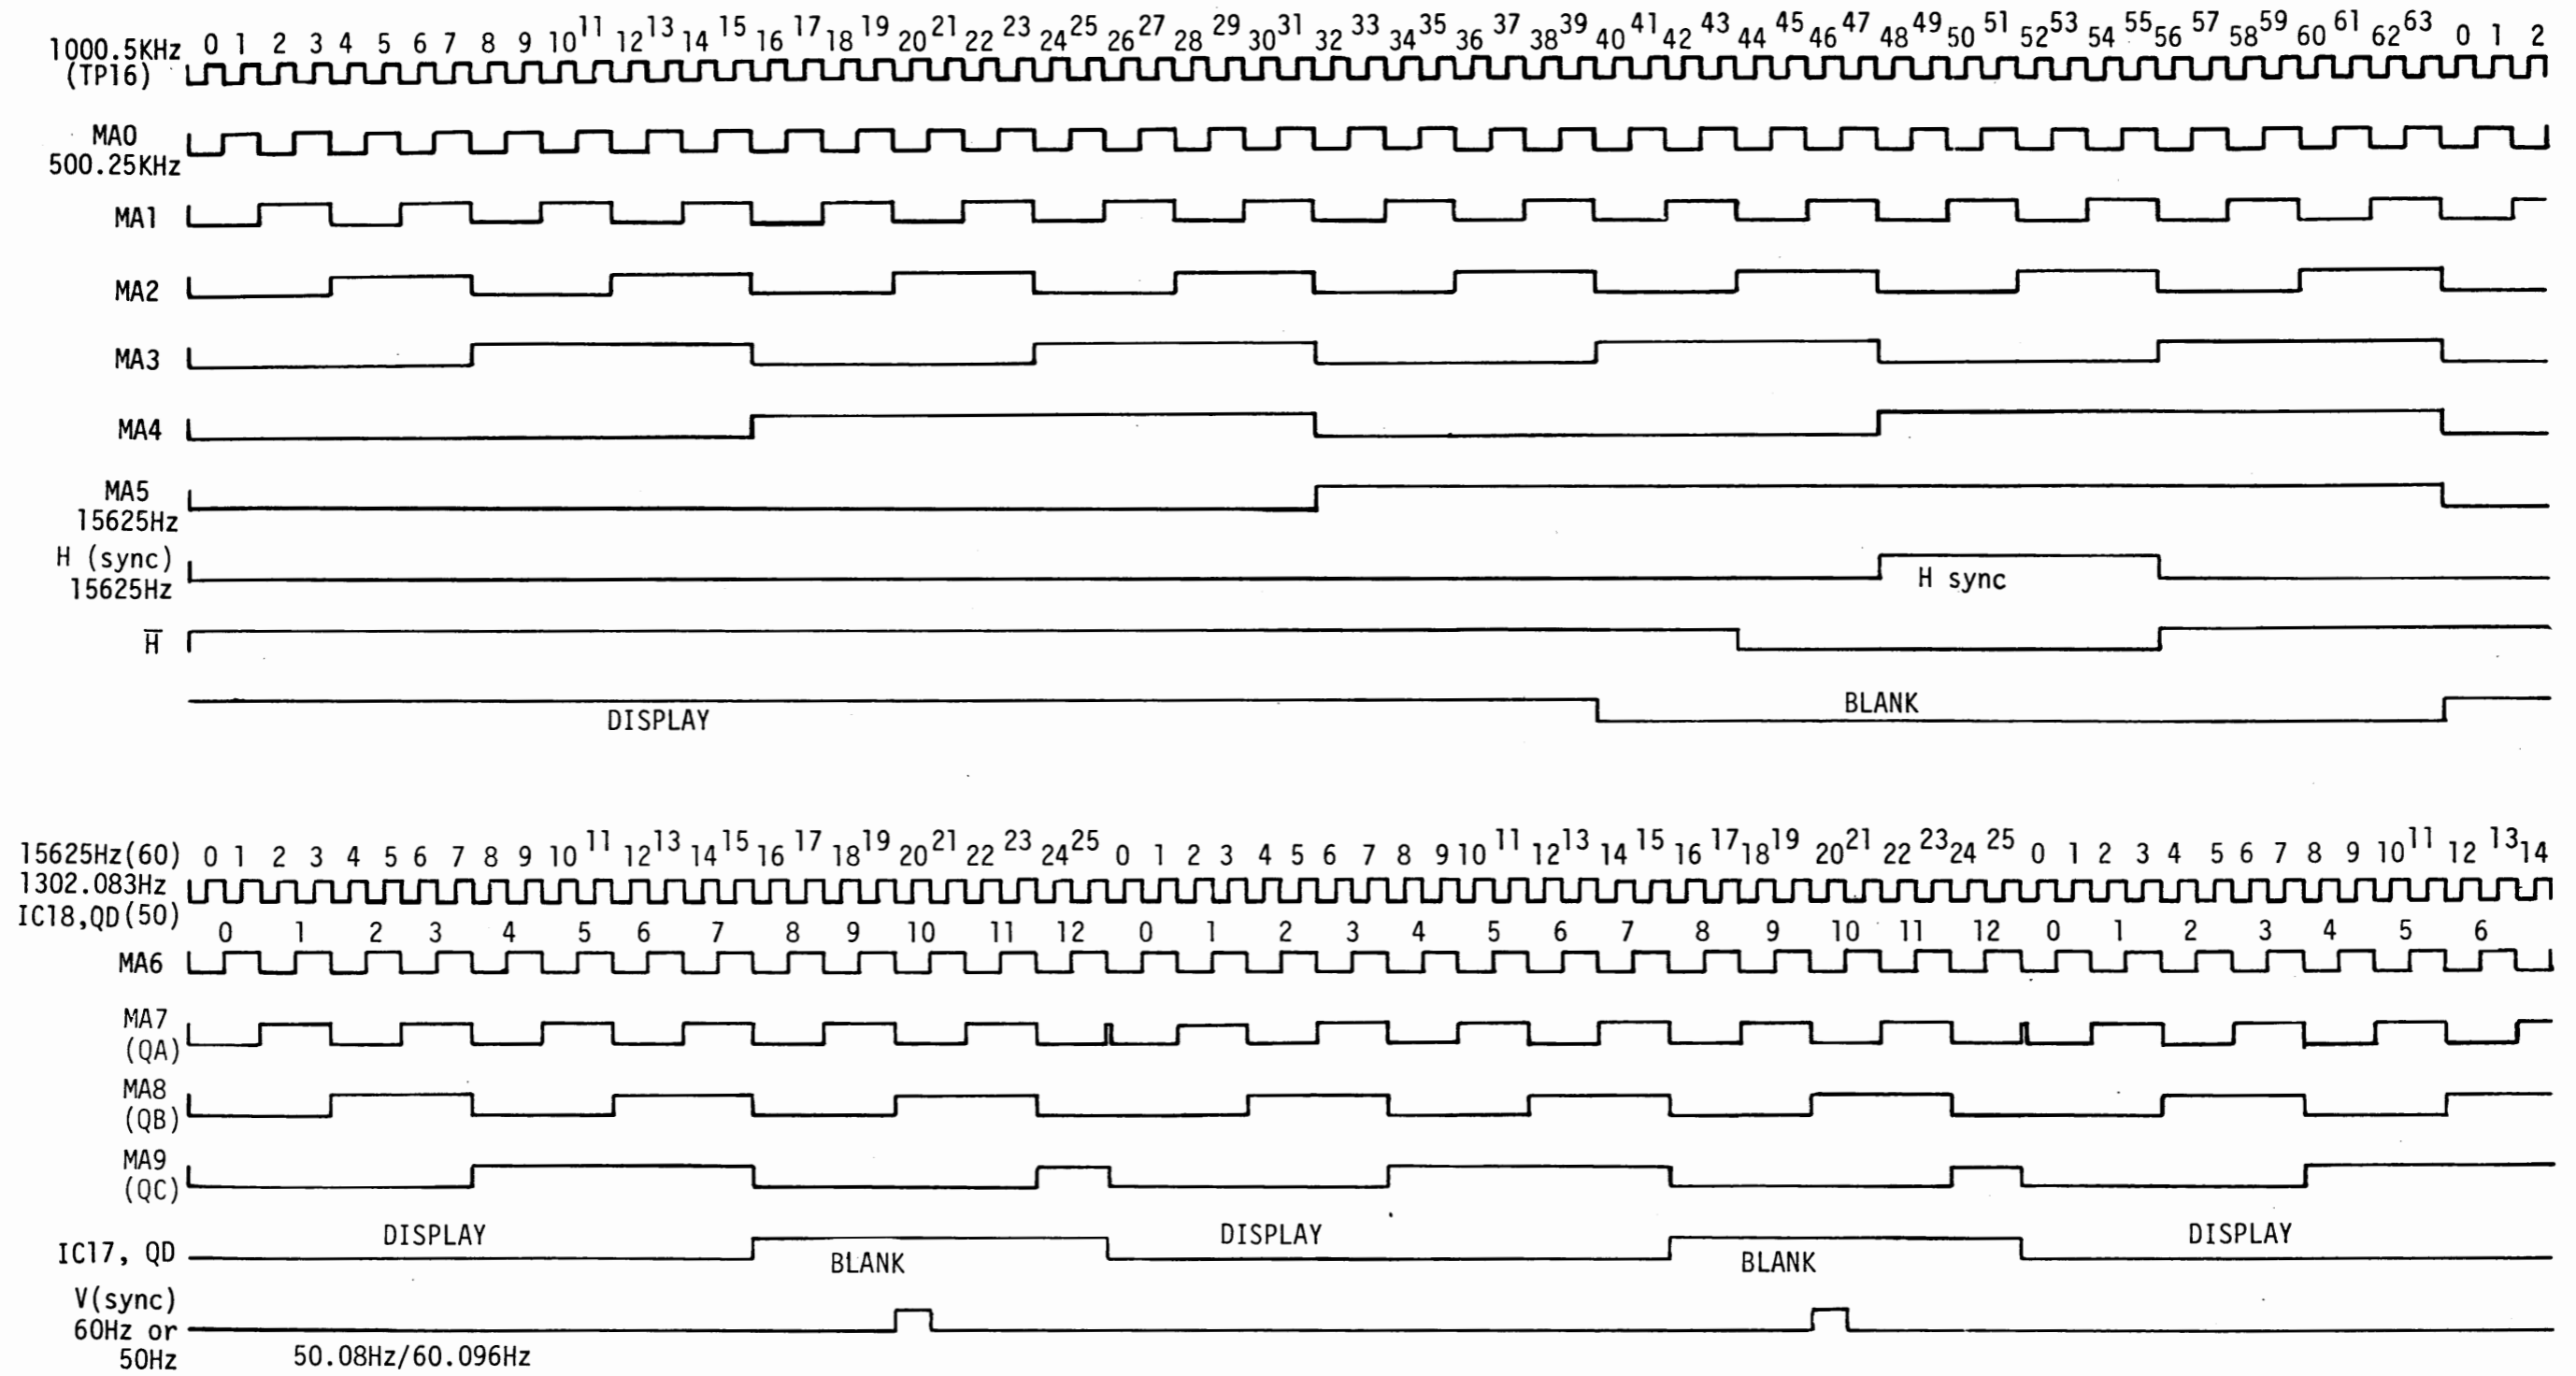 1000.5KHz 0 1 2 3 4 5 6 7 8 9 10 11 12 13 14 15 16 17 18 19 20 21 22 23 24 25 26 27 28 29 30 31 32 33 34 35 36 37 38 39 40 41 42 43 44 45 46 47 48 49 50 51 52 53 54 55 56 57 58 59 60 61 62 63 0 1 2
(TP16)
MA0
500.25KHz
MA1
MA2
MA3
MA4
MA5
15625Hz
H (sync)
15625Hz
H sync
H̅
DISPLAY BLANK
15625Hz(60) 0 1 2 3 4 5 6 7 8 9 10 11 12 13 14 15 16 17 18 19 20 21 22 23 24 25 0 1 2 3 4 5 6 7 8 9 10 11 12 13 14 15 16 17 18 19 20 21 22 23 24 25 0 1 2 3 4 5 6 7 8 9 10 11 12 13 14
1302.083Hz
IC18,QD(50) 0 1 2 3 4 5 6 7 8 9 10 11 12 0 1 2 3 4 5 6 7 8 9 10 11 12 0 1 2 3 4 5 6
MA6
MA7
(QA)
MA8
(QB)
MA9
(QC)
DISPLAY DISPLAY DISPLAY
IC17, QD BLANK BLANK
V(sync)
60Hz or
50Hz 50.08Hz/60.096Hz